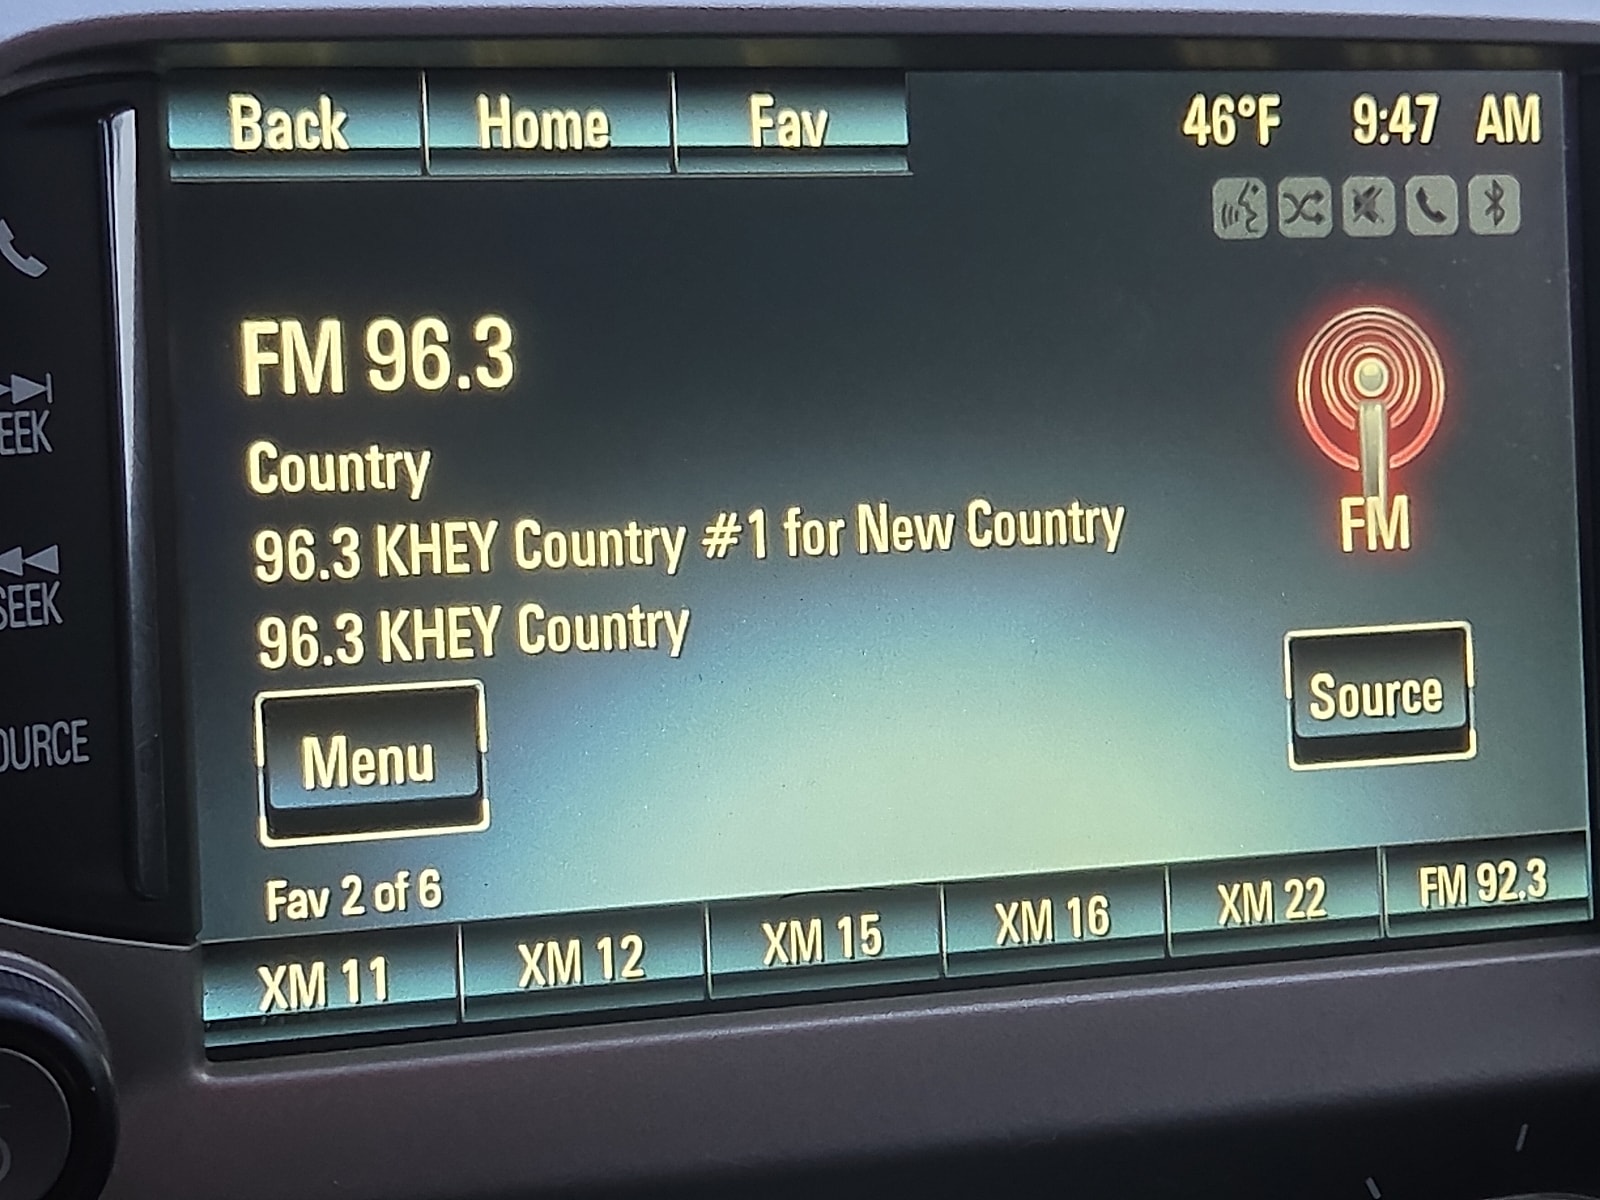 Back Home Fav 46°F 9:47 AM
FM 96.3
Country
96.3 KHEY Country #1 for New Country
96.3 KHEY Country
FM
Menu
Source
Fav 2 of 6
XM 11 XM 12 XM 15 XM 16 XM 22 FM 92.3
EEK
SEEK
OURCE